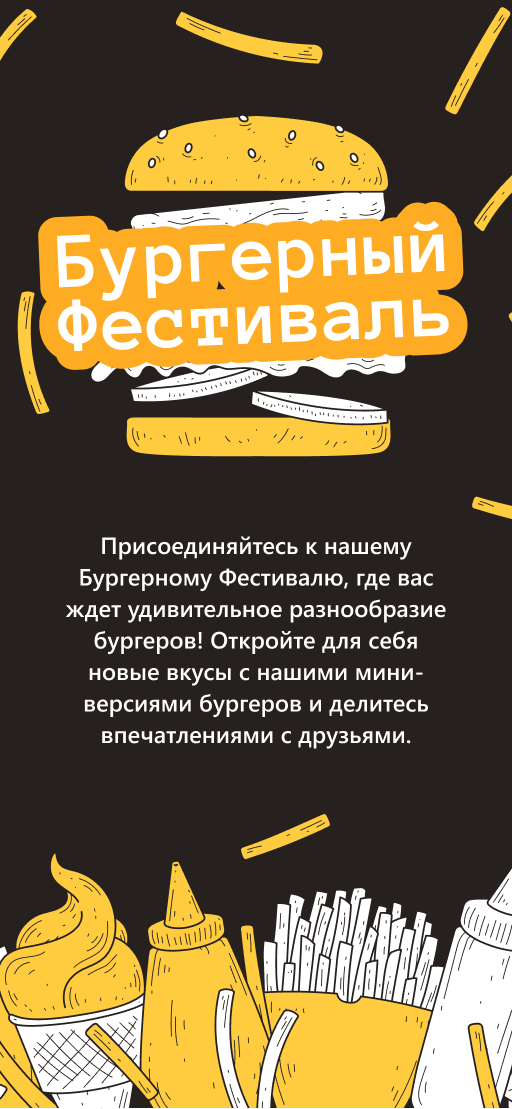 Бургерный
Фестиваль
Присоединяйтесь к нашему
Бургерному Фестивалю, где вас
ждет удивительное разнообразие
бургеров! Откройте для себя
новые вкусы с нашими мини-
версиями бургеров и делитесь
впечатлениями с друзьями.